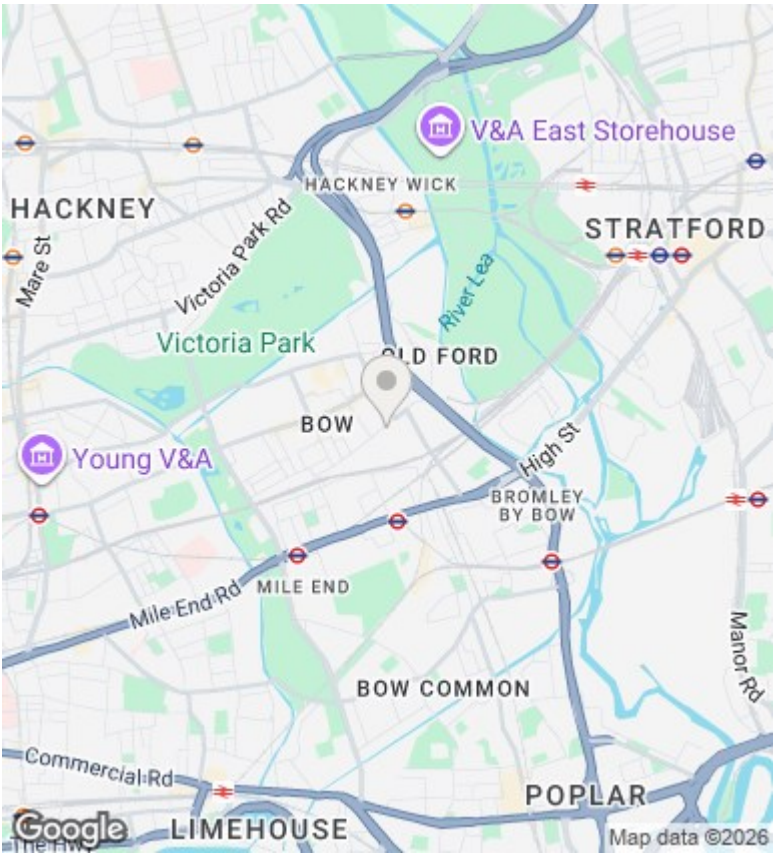 V&A East Storehouse
HACKNEY WICK
HACKNEY
Victoria Park Rd
STRATFORD
Mare St
River Lea
Victoria Park
OLD FORD
BOW
High St
Young V&A
BROMLEY
BY BOW
MILE END
Mile End Rd
Manor Rd
BOW COMMON
Commercial Rd
POPLAR
LIMEHOUSE
Google
The Hwy
Map data ©2026